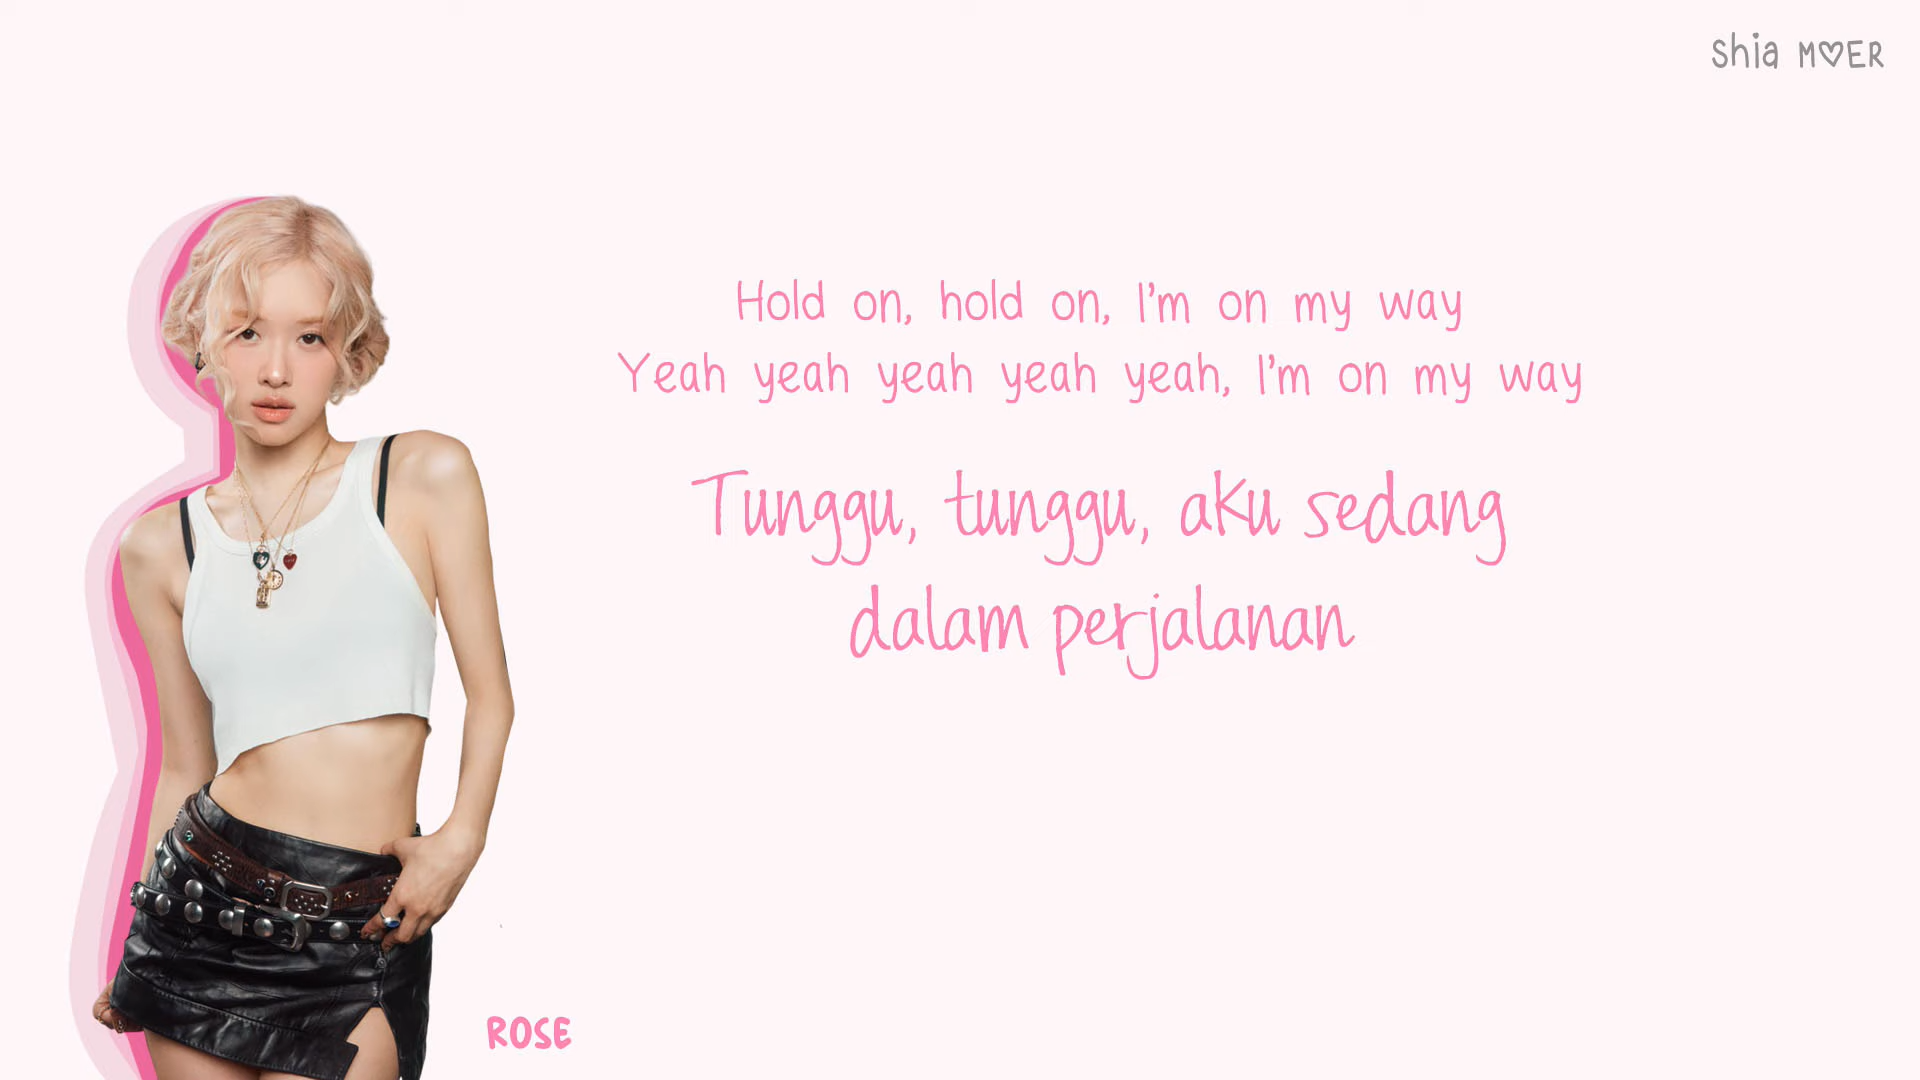 Shia M♡ER
Hold on, hold on, I'm on my way
Yeah yeah yeah yeah yeah, I'm on my way
Tunggu, tunggu, aku sedang
dalam perjalanan
ROSE